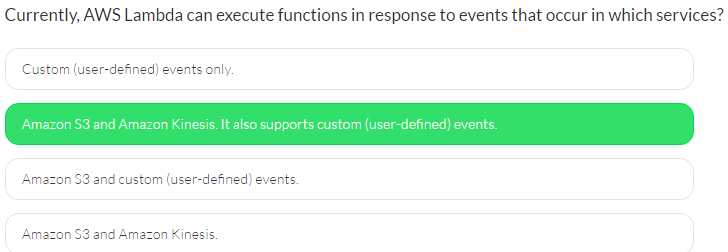 Currently, AWS Lambda can execute functions in response to events that occur in which services?
Custom (user-defined) events only.
Amazon S3 and Amazon Kinesis. It also supports custom (user-defined) events.
Amazon S3 and custom (user-defined) events.
Amazon S3 and Amazon Kinesis.